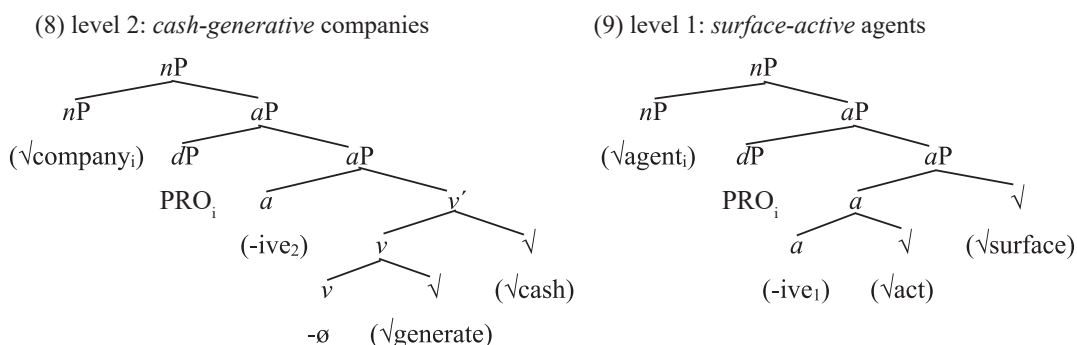 (8) level 2: cash-generative companies (9) level 1: surface-active agents
nP nP
nP aP nP aP
(√companyᵢ) dP aP (√agentᵢ) dP aP
PROᵢ a v′ PROᵢ a √
(-ive₂) v √ a √ (√surface)
v √ (√cash) (-ive₁) (√act)
-ø (√generate)